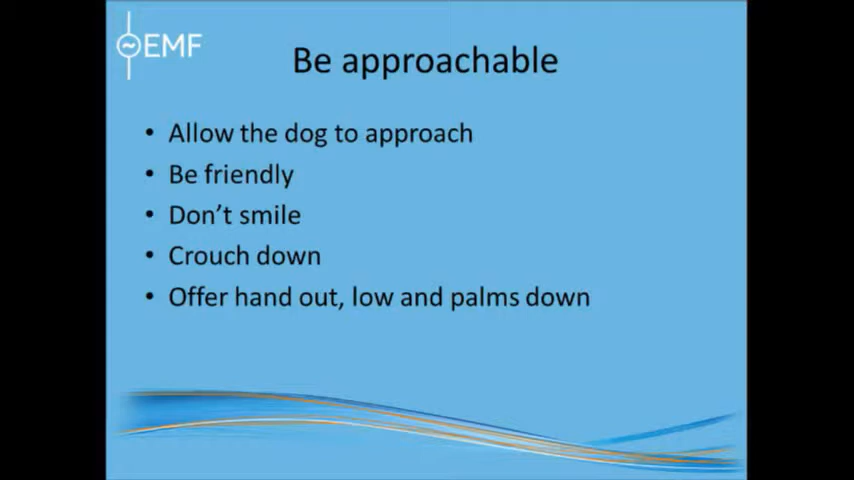 EMF
Be approachable
• Allow the dog to approach
• Be friendly
• Don’t smile
• Crouch down
• Offer hand out, low and palms down